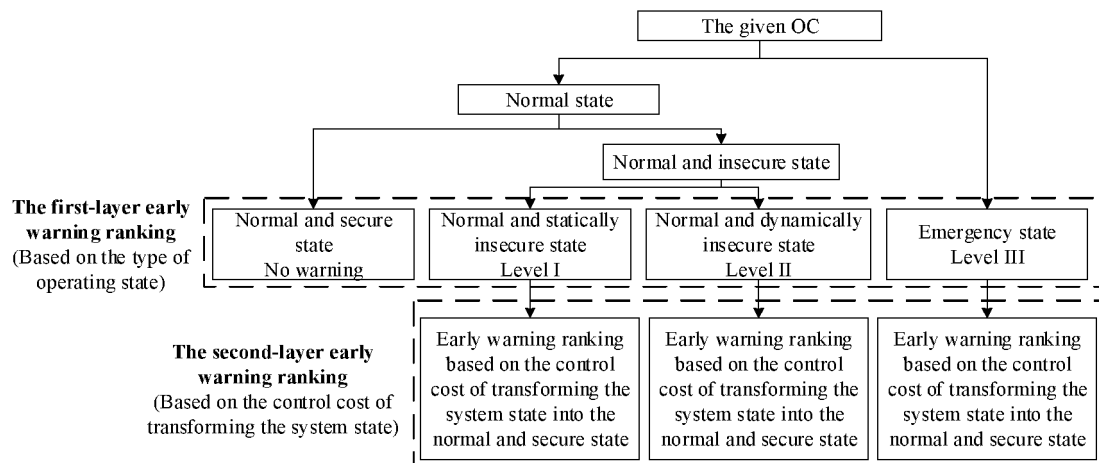 The given OC
Normal state
Normal and insecure state
The first-layer early
warning ranking
(Based on the type of
operating state)
Normal and secure
state
No warning
Normal and statically
insecure state
Level I
Normal and dynamically
insecure state
Level II
Emergency state
Level III
The second-layer early
warning ranking
(Based on the control cost of
transforming the system state)
Early warning ranking
based on the control
cost of transforming the
system state into the
normal and secure state
Early warning ranking
based on the control
cost of transforming the
system state into the
normal and secure state
Early warning ranking
based on the control
cost of transforming the
system state into the
normal and secure state